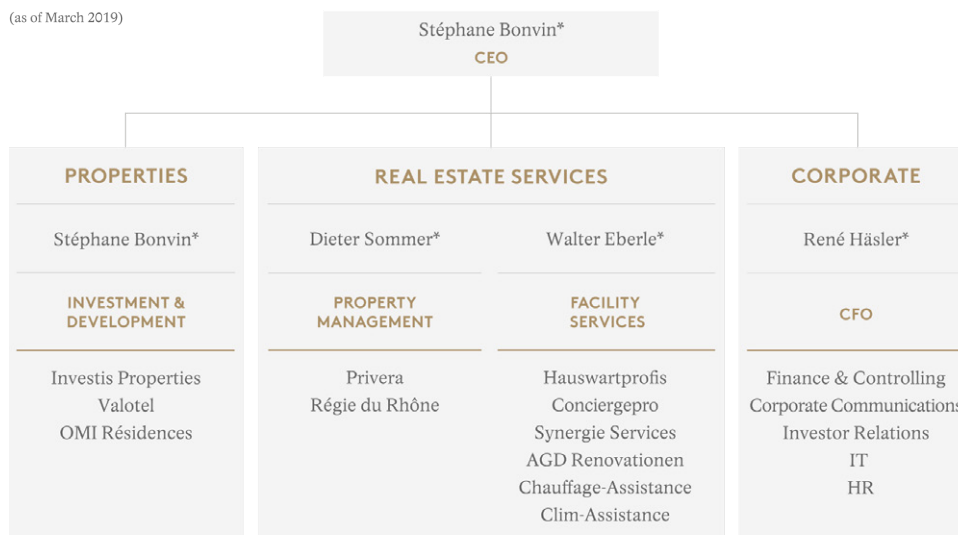 (as of March 2019)
Stéphane Bonvin*
CEO
PROPERTIES
Stéphane Bonvin*
INVESTMENT &
DEVELOPMENT
Investis Properties
Valotel
OMI Résidences
REAL ESTATE SERVICES
Dieter Sommer*
PROPERTY
MANAGEMENT
Privera
Régie du Rhône
Walter Eberle*
FACILITY
SERVICES
Hauswartprofis
Conciergepro
Synergie Services
AGD Renovationen
Chauffage-Assistance
Clim-Assistance
CORPORATE
René Häsler*
CFO
Finance & Controlling
Corporate Communications
Investor Relations
IT
HR